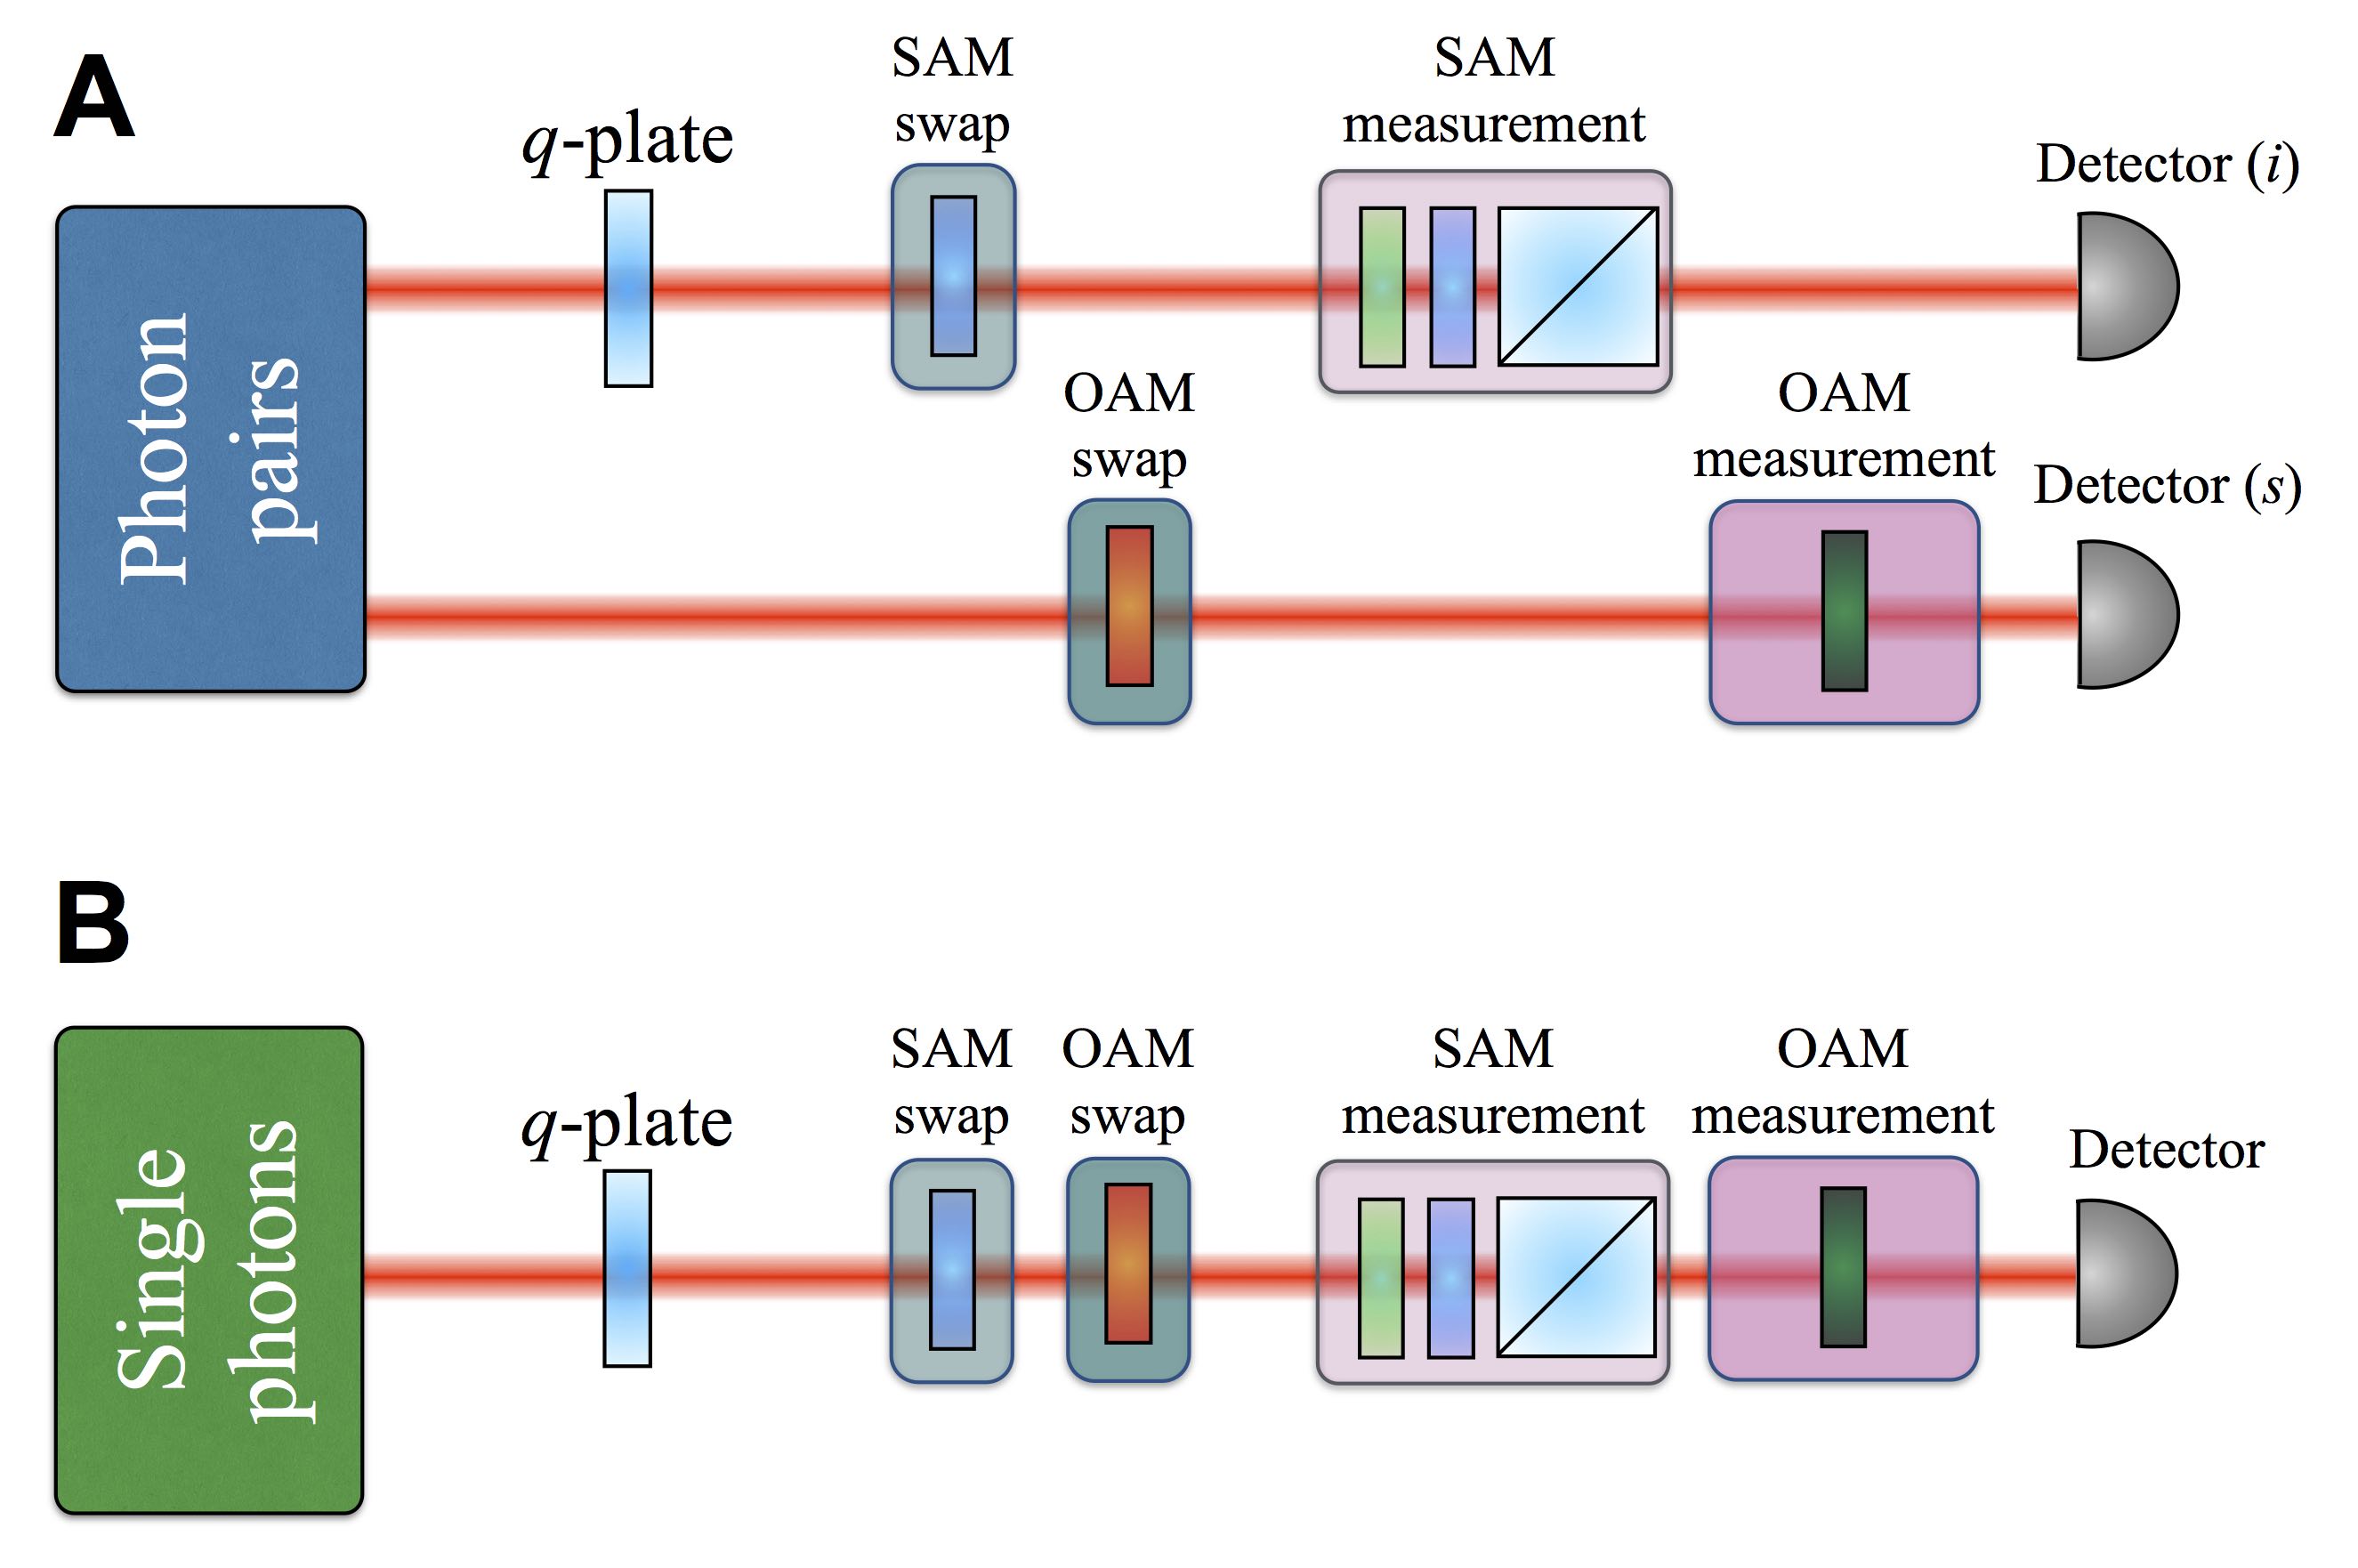 A
SAM
swap
SAM
measurement
q-plate
Detector (i)
Photon
pairs
OAM
swap
OAM
measurement
Detector (s)
B
Single
photons
q-plate
SAM
swap
OAM
swap
SAM
measurement
OAM
measurement
Detector